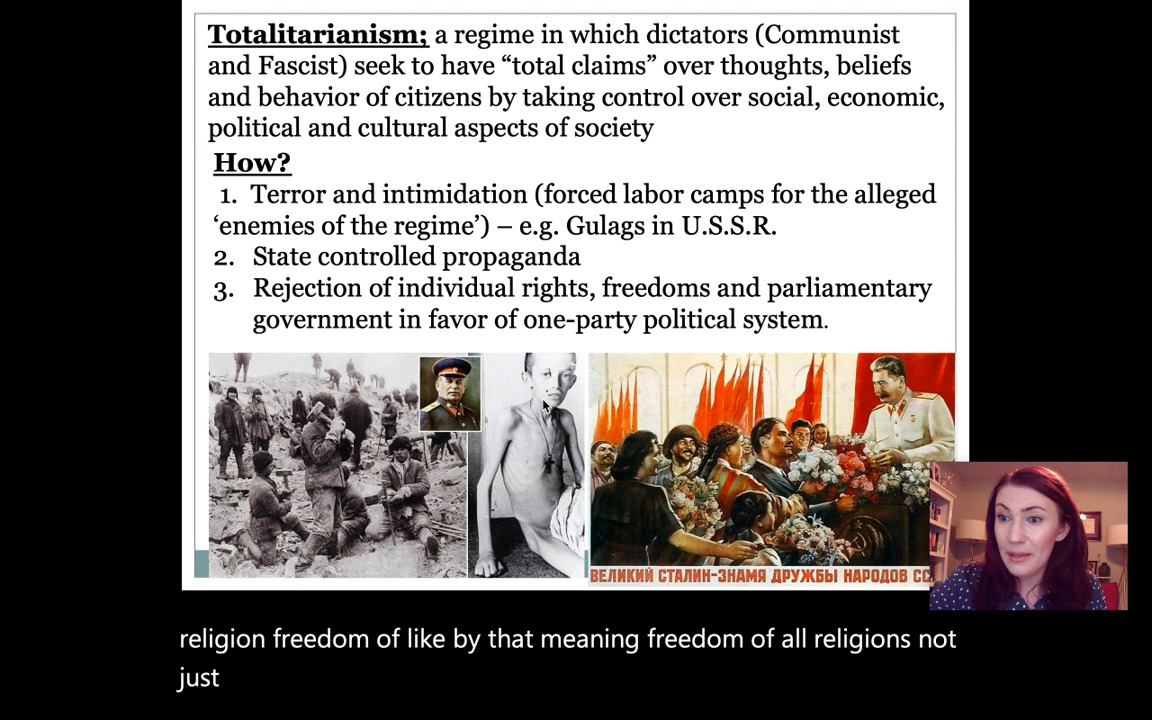 Totalitarianism; a regime in which dictators (Communist
and Fascist) seek to have “total claims” over thoughts, beliefs
and behavior of citizens by taking control over social, economic,
political and cultural aspects of society
How?
1. Terror and intimidation (forced labor camps for the alleged
‘enemies of the regime’) – e.g. Gulags in U.S.S.R.
2. State controlled propaganda
3. Rejection of individual rights, freedoms and parliamentary
government in favor of one-party political system.
ВЕЛИКИЙ СТАЛИН-ЗНАМЯ ДРУЖБЫ НАРОДОВ
religion freedom of like by that meaning freedom of all religions not
just